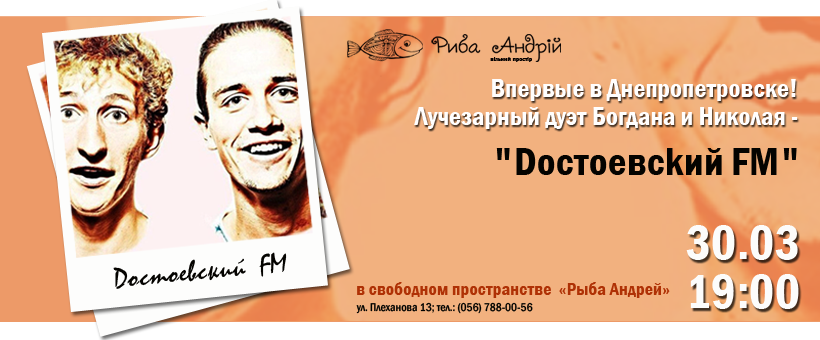 Риба Андрій
вільний простір
Впервые в Днепропетровске!
Лучезарный дуэт Богдана и Николая -
"Dостоевский FM"
Dостоевский FM
30.03
19:00
в свободном пространстве «Рыба Андрей»
ул. Плеханова 13; тел.: (056) 788-00-56